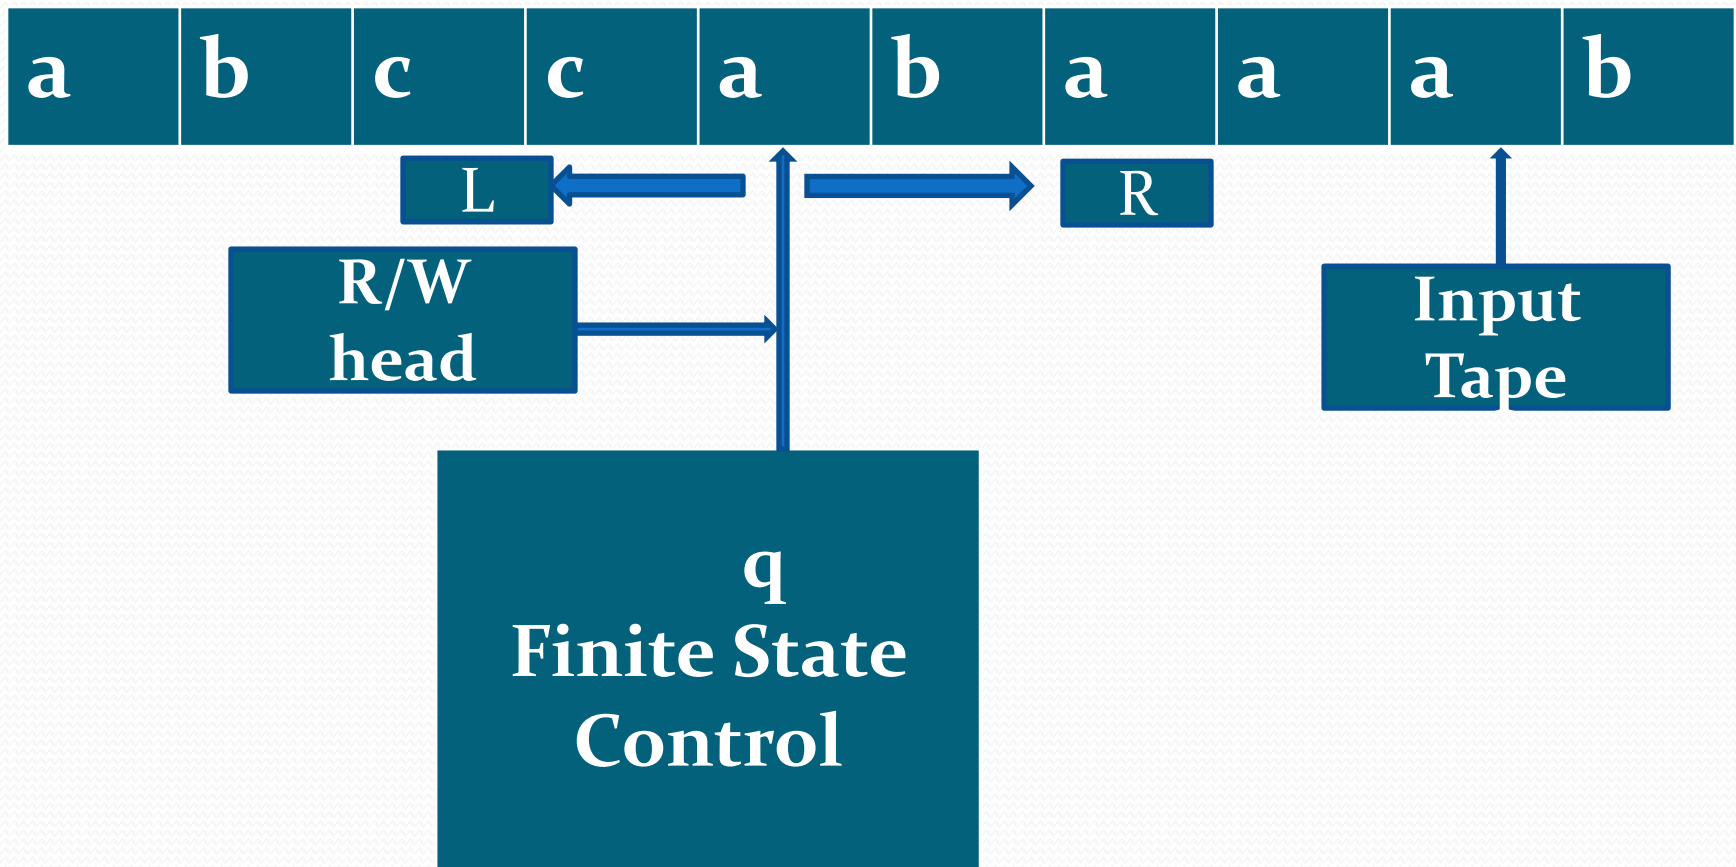 a b c c a b a a a b
L R
R/W
head
Input
Tape
q
Finite State
Control